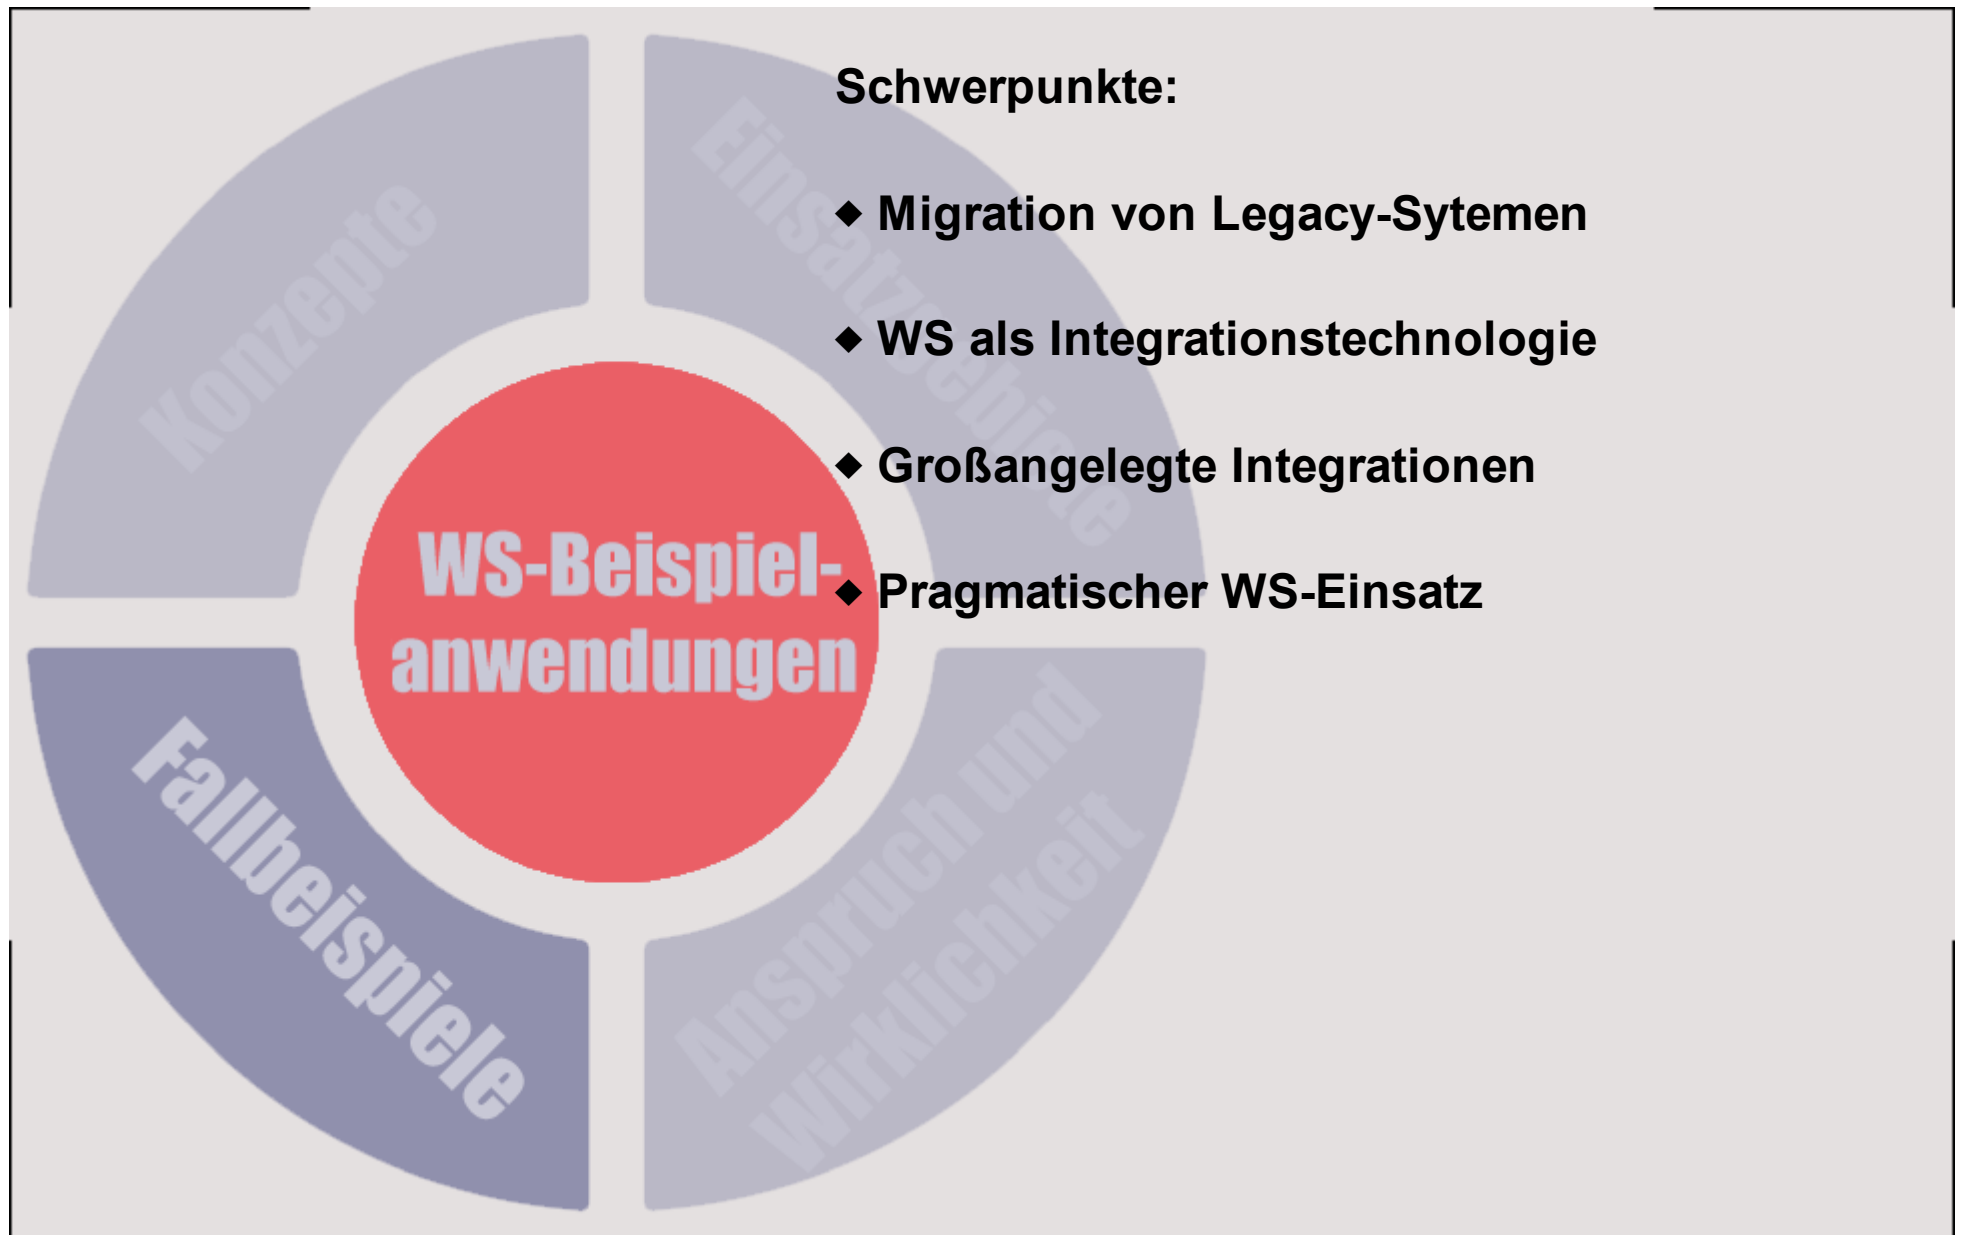 Schwerpunkte:
◆ Migration von Legacy-Sytemen
◆ WS als Integrationstechnologie
◆ Großangelegte Integrationen
◆ Pragmatischer WS-Einsatz
Konzepte
Einsatzgebiete
WS-Beispiel-
anwendungen
Fallbeispiele
Anspruch und
Wirklichkeit